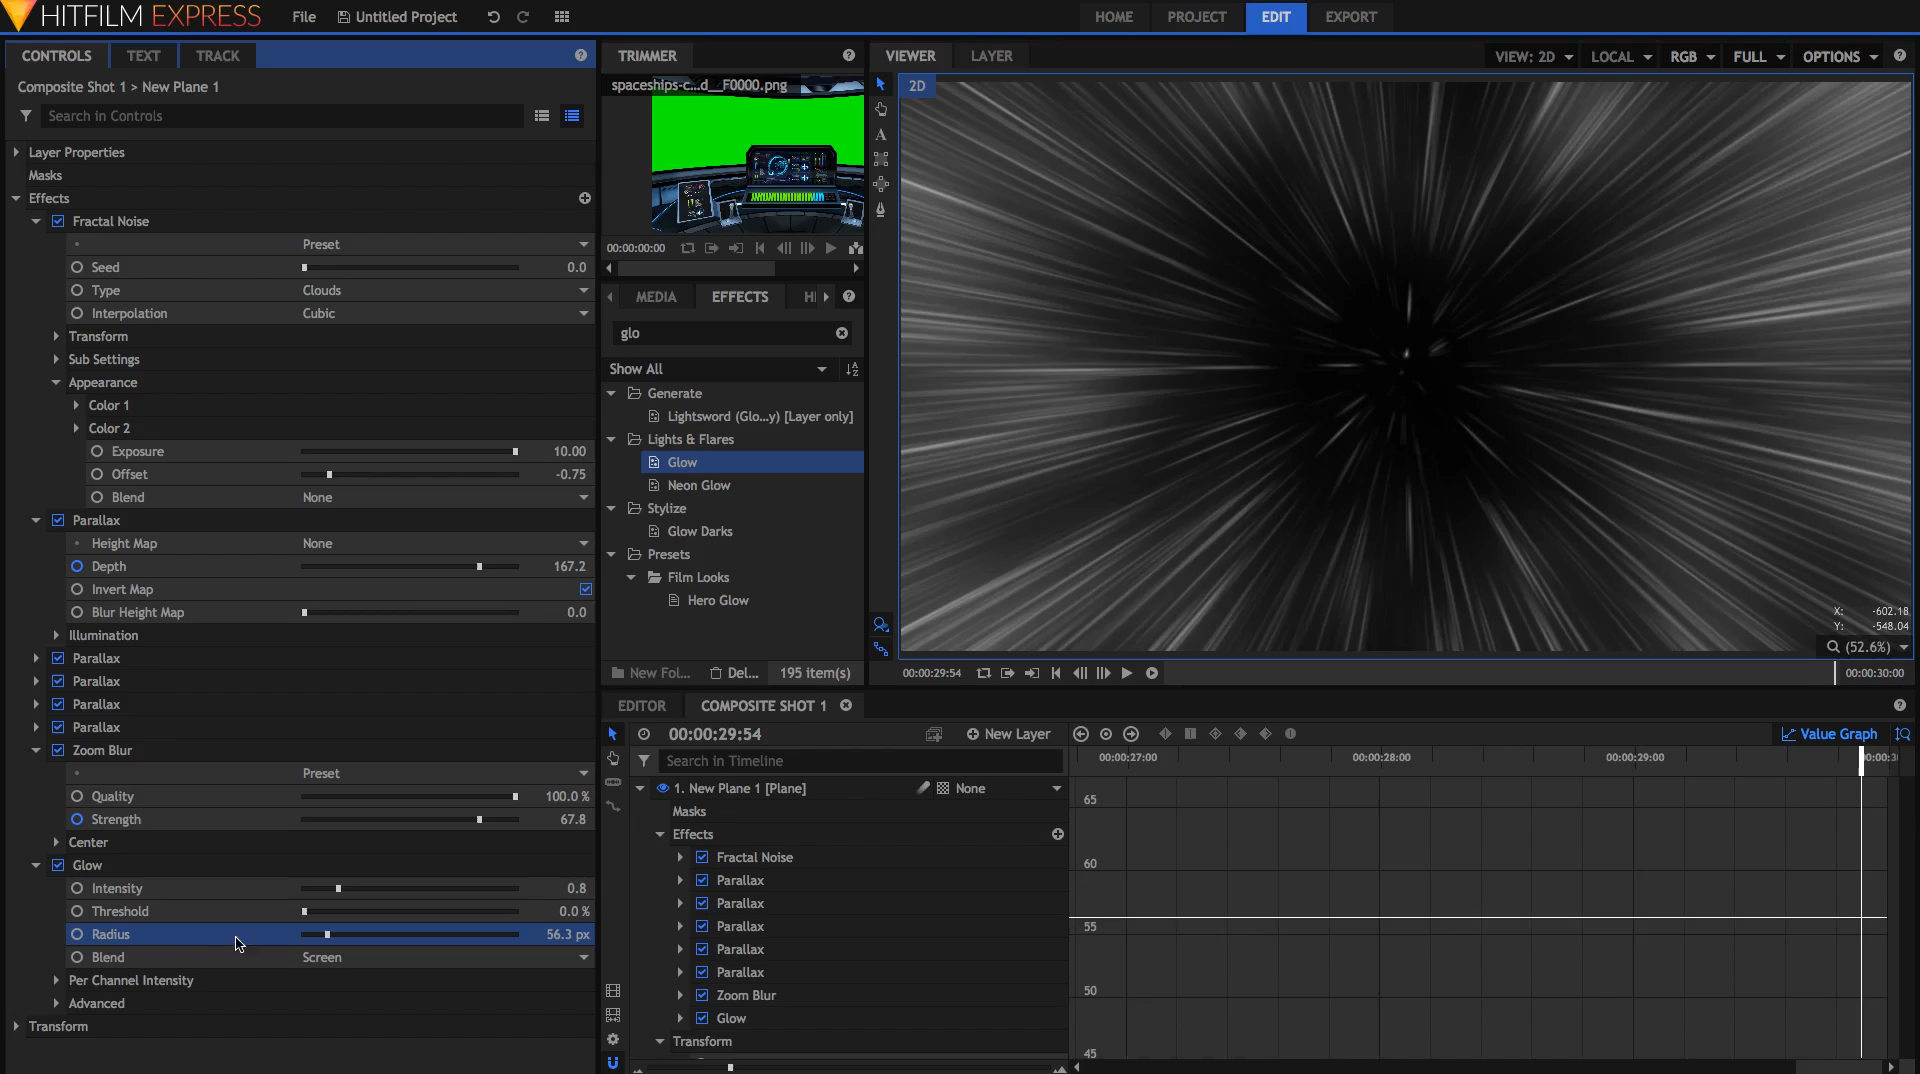 HITFILM EXPRESS
File
Untitled Project
HOME
PROJECT
EDIT
EXPORT
CONTROLS
TEXT
TRACK
Composite Shot 1 > New Plane 1
Search in Controls
Layer Properties
Masks
Effects
Fractal Noise
Preset
Seed 0.0
Type Clouds
Interpolation Cubic
Transform
Sub Settings
Appearance
Color 1
Color 2
Exposure 10.00
Offset -0.75
Blend None
Parallax
Height Map None
Depth 167.2
Invert Map
Blur Height Map 0.0
Illumination
Parallax
Parallax
Parallax
Parallax
Zoom Blur
Preset
Quality 100.0 %
Strength 67.8
Center
Glow
Intensity 0.8
Threshold 0.0 %
Radius 56.3 px
Blend Screen
Per Channel Intensity
Advanced
Transform
TRIMMER
spaceships-c...d__F0000.png
00:00:00:00
MEDIA
EFFECTS
glo
Show All
Generate
Lightsword (Glo...y) [Layer only]
Lights & Flares
Glow
Neon Glow
Stylize
Glow Darks
Presets
Film Looks
Hero Glow
New Fol...
Del...
195 item(s)
VIEWER
LAYER
VIEW: 2D
LOCAL
RGB
FULL
OPTIONS
2D
X: -602.18
Y: -548.04
(52.6%)
00:00:29:54
00:00:30:00
EDITOR
COMPOSITE SHOT 1
00:00:29:54
New Layer
Value Graph
Search in Timeline
00:00:27:00
00:00:28:00
00:00:29:00
1. New Plane 1 [Plane]
None
Masks
Effects
Fractal Noise
Parallax
Parallax
Parallax
Parallax
Parallax
Zoom Blur
Glow
Transform
65
60
55
50
45